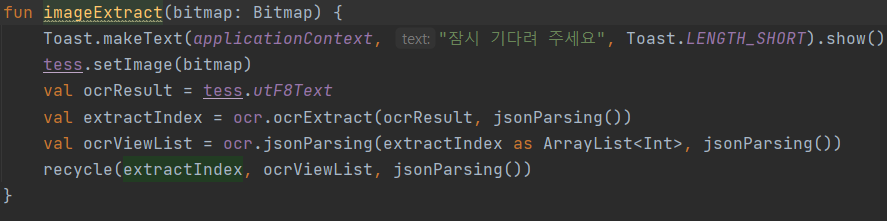 fun imageExtract(bitmap: Bitmap) {
    Toast.makeText(applicationContext, text: "잠시 기다려 주세요", Toast.LENGTH_SHORT).show()
    tess.setImage(bitmap)
    val ocrResult = tess.utF8Text
    val extractIndex = ocr.ocrExtract(ocrResult, jsonParsing())
    val ocrViewList = ocr.jsonParsing(extractIndex as ArrayList<Int>, jsonParsing())
    recycle(extractIndex, ocrViewList, jsonParsing())
}